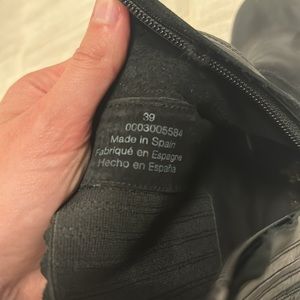 39
0003005584
Made in Spain
Fabriqué en Espagne
Hecho en España